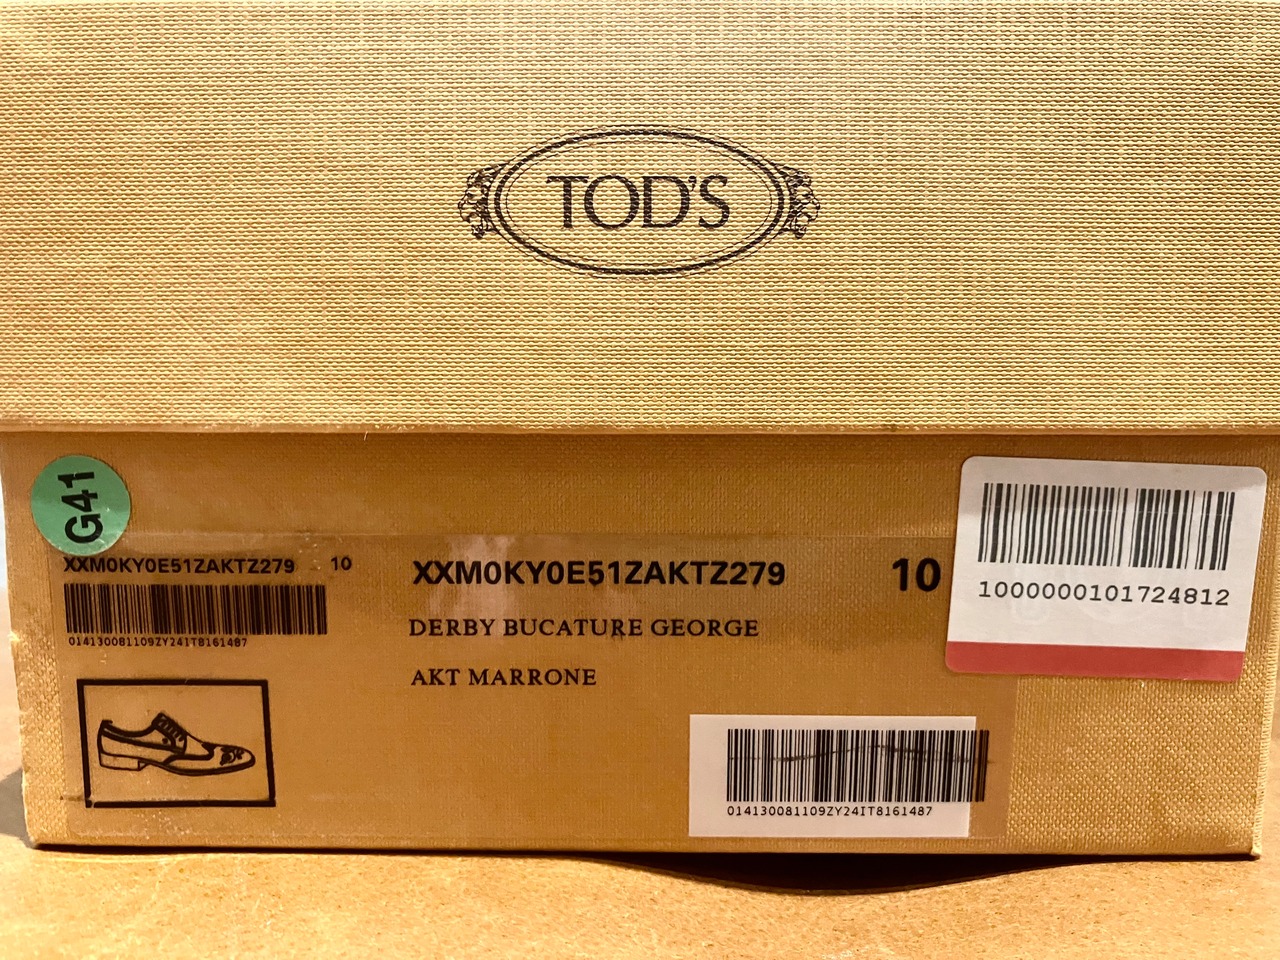 TOD'S
G41
XXM0KY0E51ZAKTZ279 10
014130081109ZY24IT8161487
XXM0KY0E51ZAKTZ279 10
DERBY BUCATURE GEORGE
AKT MARRONE
1000000101724812
014130081109ZY24IT8161487